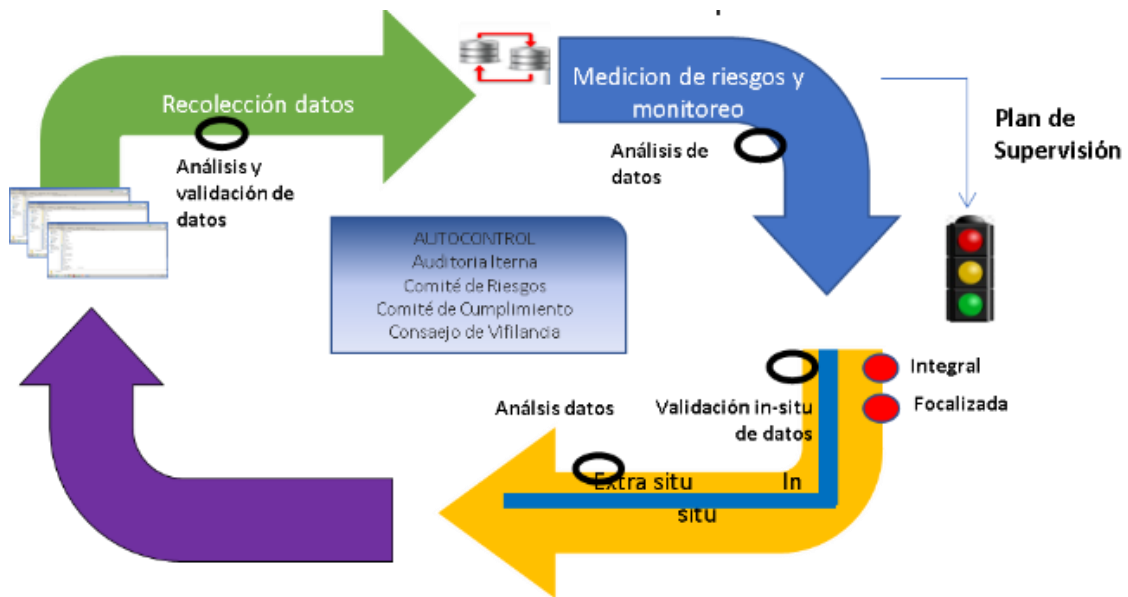 Recolección datos
Análisis y
validación de
datos
Medicion de riesgos y
monitoreo
Análisis de
datos
Plan de
Supervisión
AUTOCONTROL
Auditoria Iterna
Comité de Riesgos
Comité de Cumplimiento
Consaejo de Vifilancia
Integral
Focalizada
Validación in-situ
de datos
Análsis datos
Extra situ In
situ